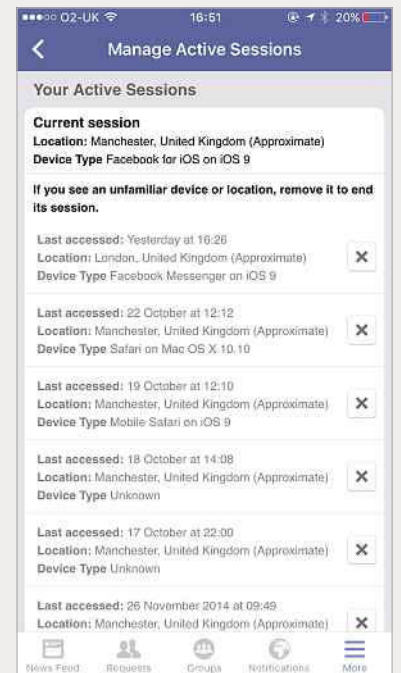 O2-UK 16:51 20%
Manage Active Sessions
Your Active Sessions
Current session
Location: Manchester, United Kingdom (Approximate)
Device Type Facebook for iOS on iOS 9
If you see an unfamiliar device or location, remove it to end
its session.
Last accessed: Yesterday at 16:26
Location: London, United Kingdom (Approximate)
Device Type Facebook Messenger on iOS 9
Last accessed: 22 October at 12:12
Location: Manchester, United Kingdom (Approximate)
Device Type Safari on Mac OS X 10.10
Last accessed: 19 October at 12:10
Location: Manchester, United Kingdom (Approximate)
Device Type Mobile Safari on iOS 9
Last accessed: 18 October at 14:08
Location: Manchester, United Kingdom (Approximate)
Device Type Unknown
Last accessed: 17 October at 22:00
Location: Manchester, United Kingdom (Approximate)
Device Type Unknown
Last accessed: 26 November 2014 at 09:49
Location: Manchester, United Kingdom (Approximate)
News Feed Requests Groups Notifications More